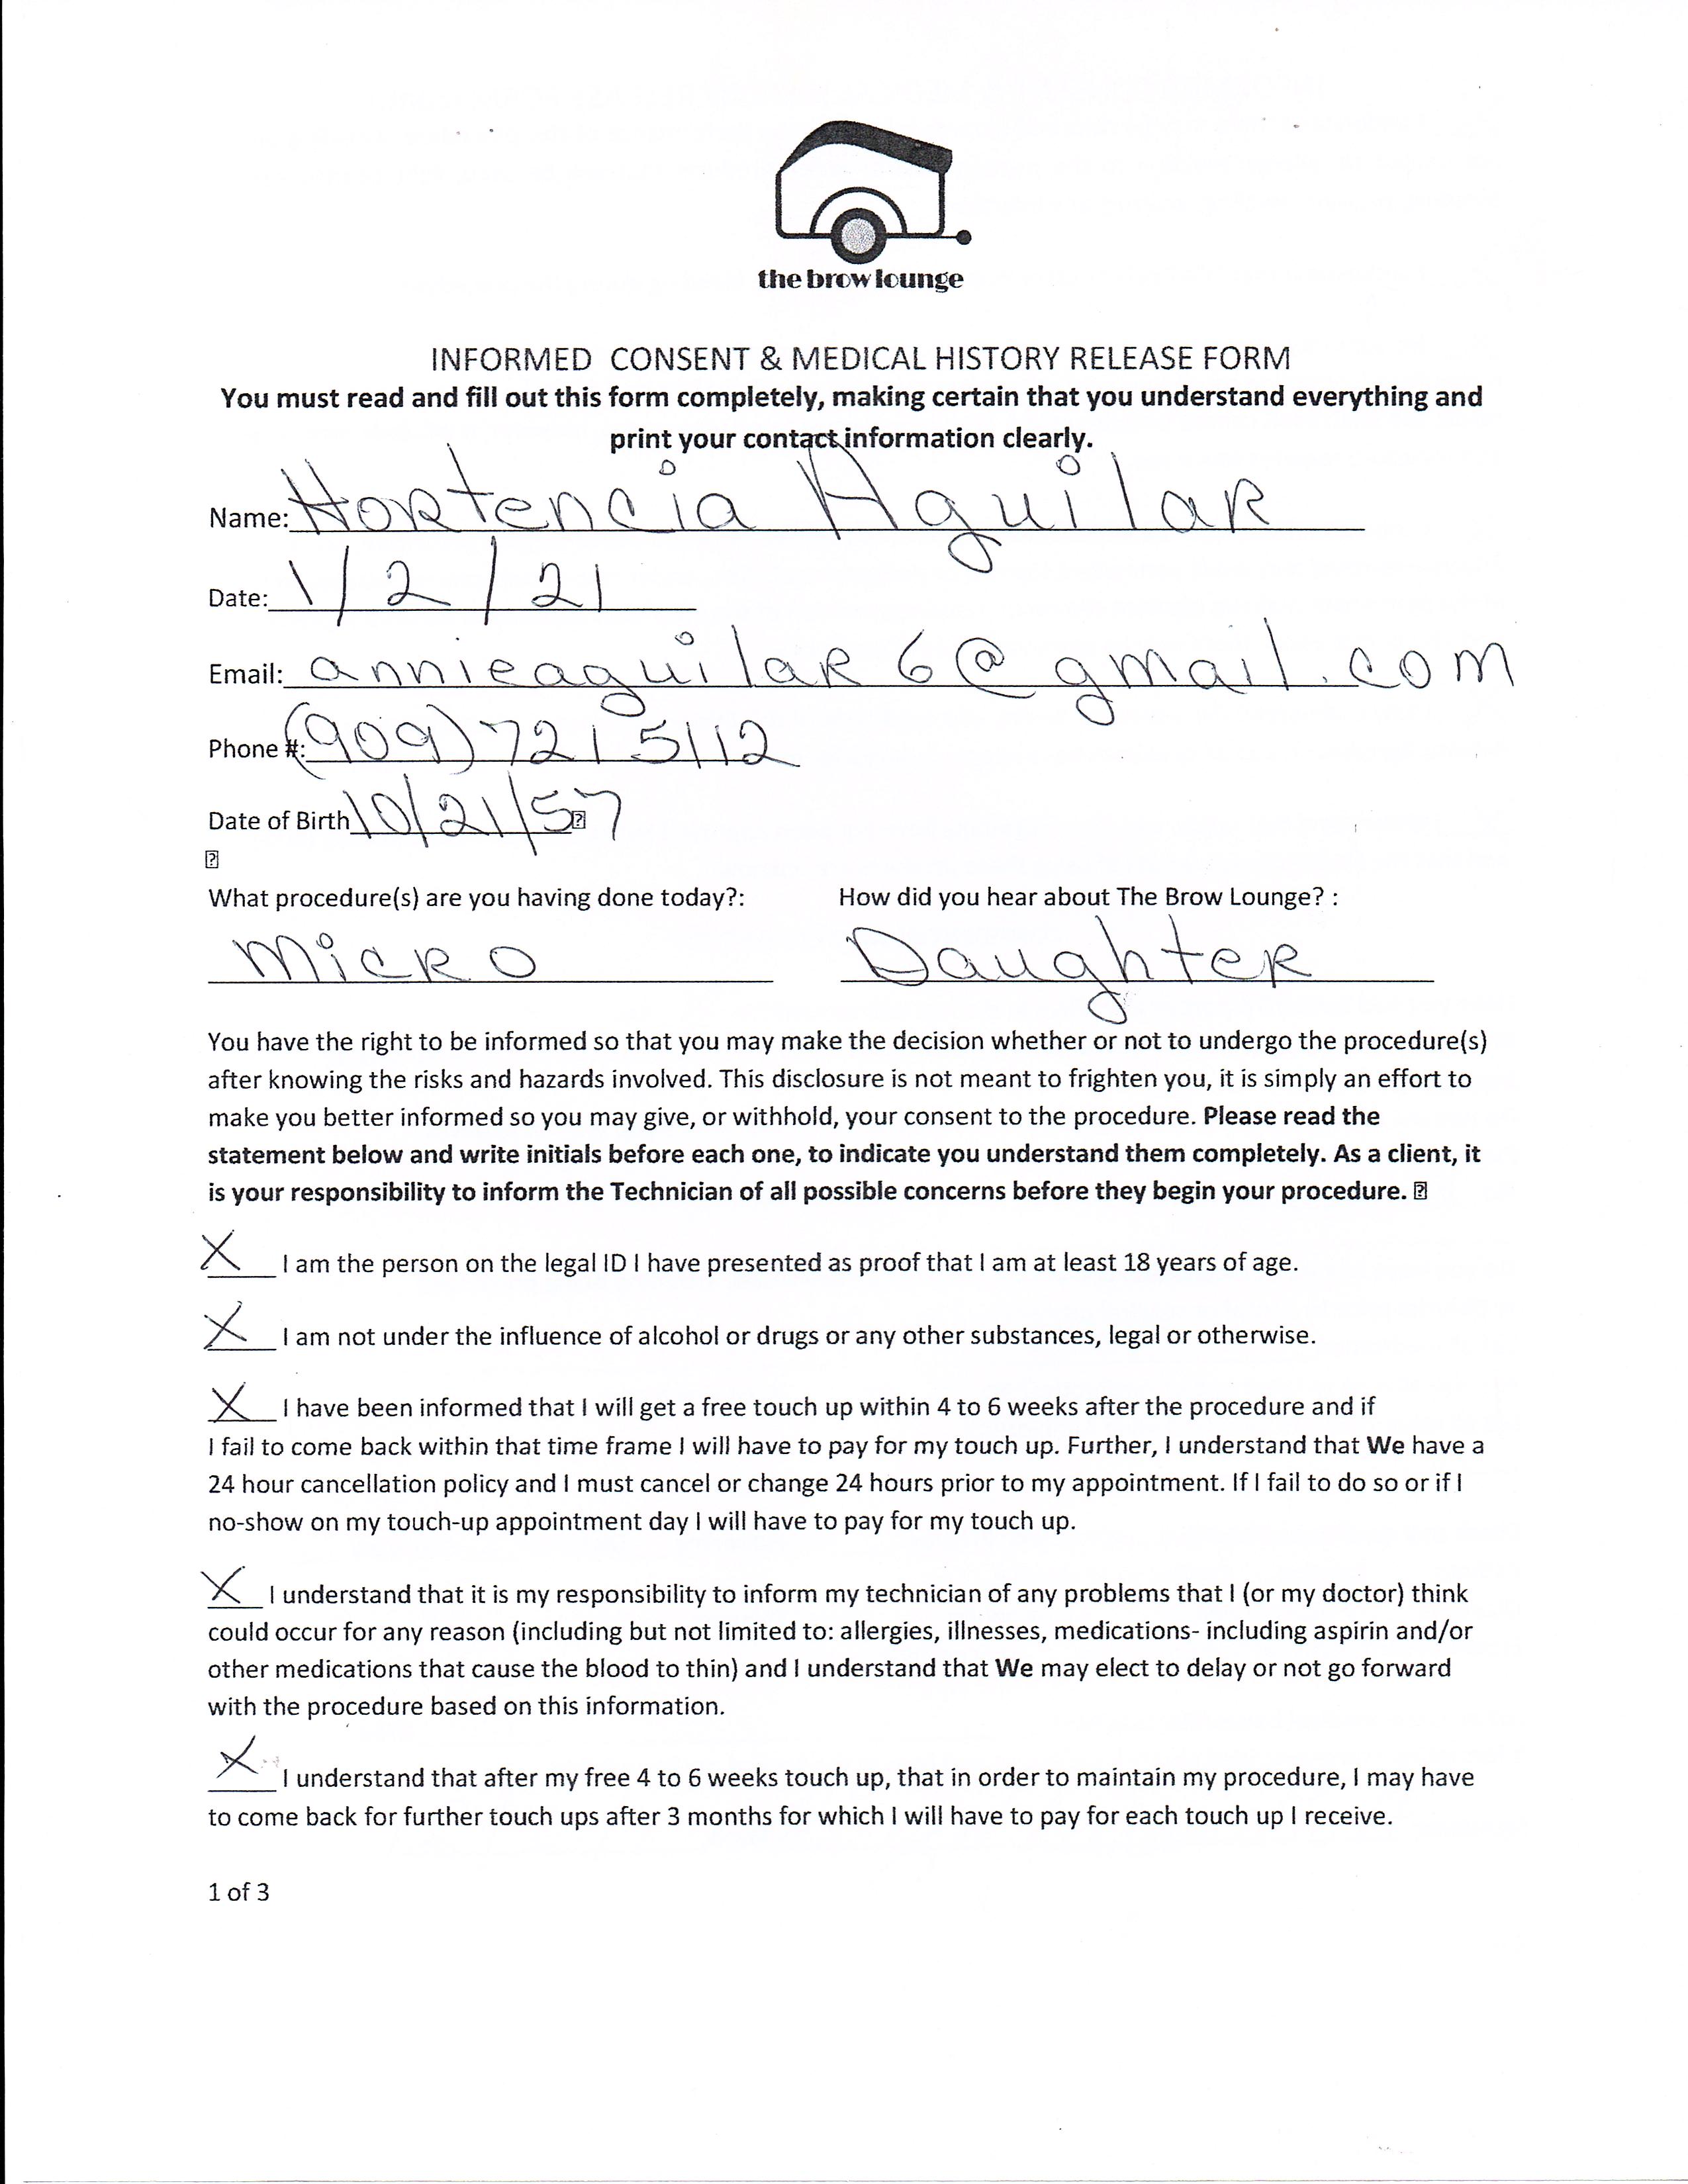 the brow lounge
INFORMED CONSENT & MEDICAL HISTORY RELEASE FORM
You must read and fill out this form completely, making certain that you understand everything and
print your contact information clearly.
Name: Hortencia Aguilar
Date: 1/2/21
Email: annieaguilar6@gmail.com
Phone #: (909) 721 5112
Date of Birth 10/21/57
What procedure(s) are you having done today?: How did you hear about The Brow Lounge? :
Micro Daughter
You have the right to be informed so that you may make the decision whether or not to undergo the procedure(s)
after knowing the risks and hazards involved. This disclosure is not meant to frighten you, it is simply an effort to
make you better informed so you may give, or withhold, your consent to the procedure. Please read the
statement below and write initials before each one, to indicate you understand them completely. As a client, it
is your responsibility to inform the Technician of all possible concerns before they begin your procedure.
X I am the person on the legal ID I have presented as proof that I am at least 18 years of age.
X I am not under the influence of alcohol or drugs or any other substances, legal or otherwise.
X I have been informed that I will get a free touch up within 4 to 6 weeks after the procedure and if
I fail to come back within that time frame I will have to pay for my touch up. Further, I understand that We have a
24 hour cancellation policy and I must cancel or change 24 hours prior to my appointment. If I fail to do so or if I
no-show on my touch-up appointment day I will have to pay for my touch up.
X I understand that it is my responsibility to inform my technician of any problems that I (or my doctor) think
could occur for any reason (including but not limited to: allergies, illnesses, medications- including aspirin and/or
other medications that cause the blood to thin) and I understand that We may elect to delay or not go forward
with the procedure based on this information.
X I understand that after my free 4 to 6 weeks touch up, that in order to maintain my procedure, I may have
to come back for further touch ups after 3 months for which I will have to pay for each touch up I receive.
1 of 3